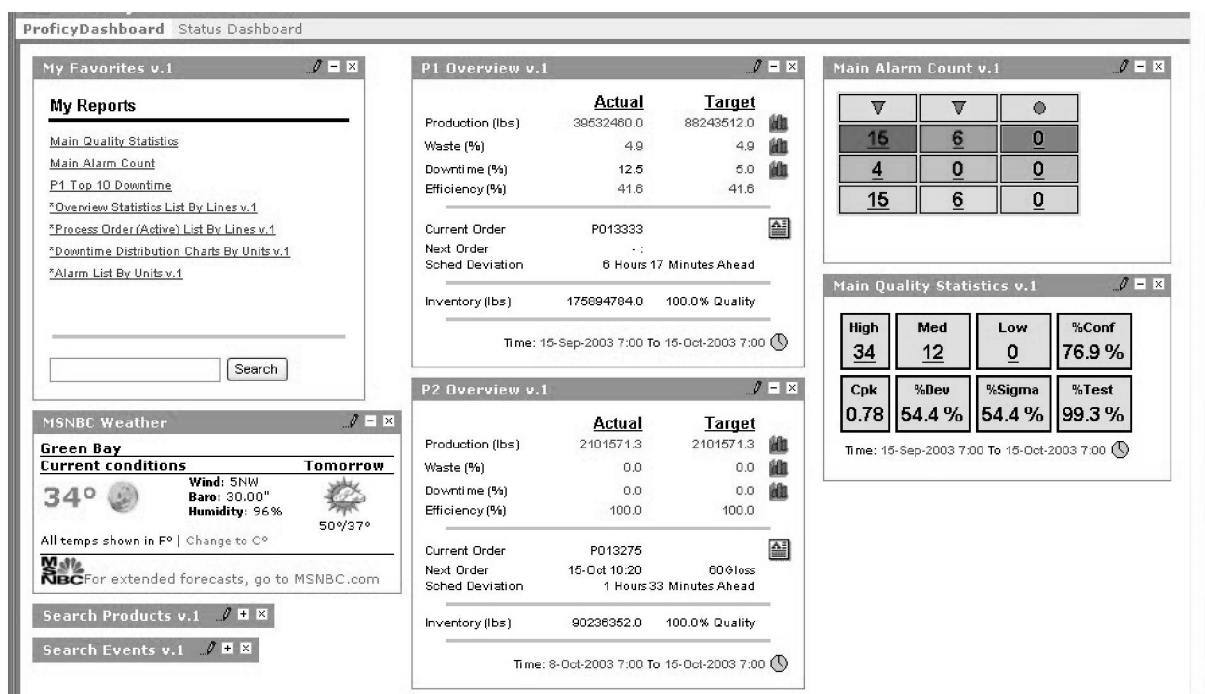 ProficyDashboard Status Dashboard
My Favorites v.1
My Reports
Main Quality Statistics
Main Alarm Count
P1 Top 10 Downtime
*Overview Statistics List By Lines v.1
*Process Order (Active) List By Lines v.1
*Downtime Distribution Charts By Units v.1
*Alarm List By Units v.1
Search
MSNBC Weather
Green Bay
Current conditions Tomorrow
34° Wind: 5NW
Baro: 30.00"
Humidity: 96%
50°/37°
All temps shown in F° | Change to C°
MSNBC For extended forecasts, go to MSNBC.com
Search Products v.1
Search Events v.1
P1 Overview v.1
Actual Target
Production (lbs) 39532460.0 88243512.0
Waste (%) 4.9 4.9
Downtime (%) 12.5 5.0
Efficiency (%) 41.6 41.6
Current Order P013333
Next Order - :
Sched Deviation 6 Hours 17 Minutes Ahead
Inventory (lbs) 175894784.0 100.0% Quality
Time: 15-Sep-2003 7:00 To 15-Oct-2003 7:00
P2 Overview v.1
Actual Target
Production (lbs) 2101571.3 2101571.3
Waste (%) 0.0 0.0
Downtime (%) 0.0 0.0
Efficiency (%) 100.0 100.0
Current Order P013275
Next Order 15-Oct 10:20 60Gloss
Sched Deviation 1 Hours 33 Minutes Ahead
Inventory (lbs) 90236352.0 100.0% Quality
Time: 8-Oct-2003 7:00 To 15-Oct-2003 7:00
Main Alarm Count v.1
15 6 0
4 0 0
15 6 0
Main Quality Statistics v.1
High Med Low %Conf
34 12 0 76.9 %
Cpk %Dev %Sigma %Test
0.78 54.4 % 54.4 % 99.3 %
Time: 15-Sep-2003 7:00 To 15-Oct-2003 7:00